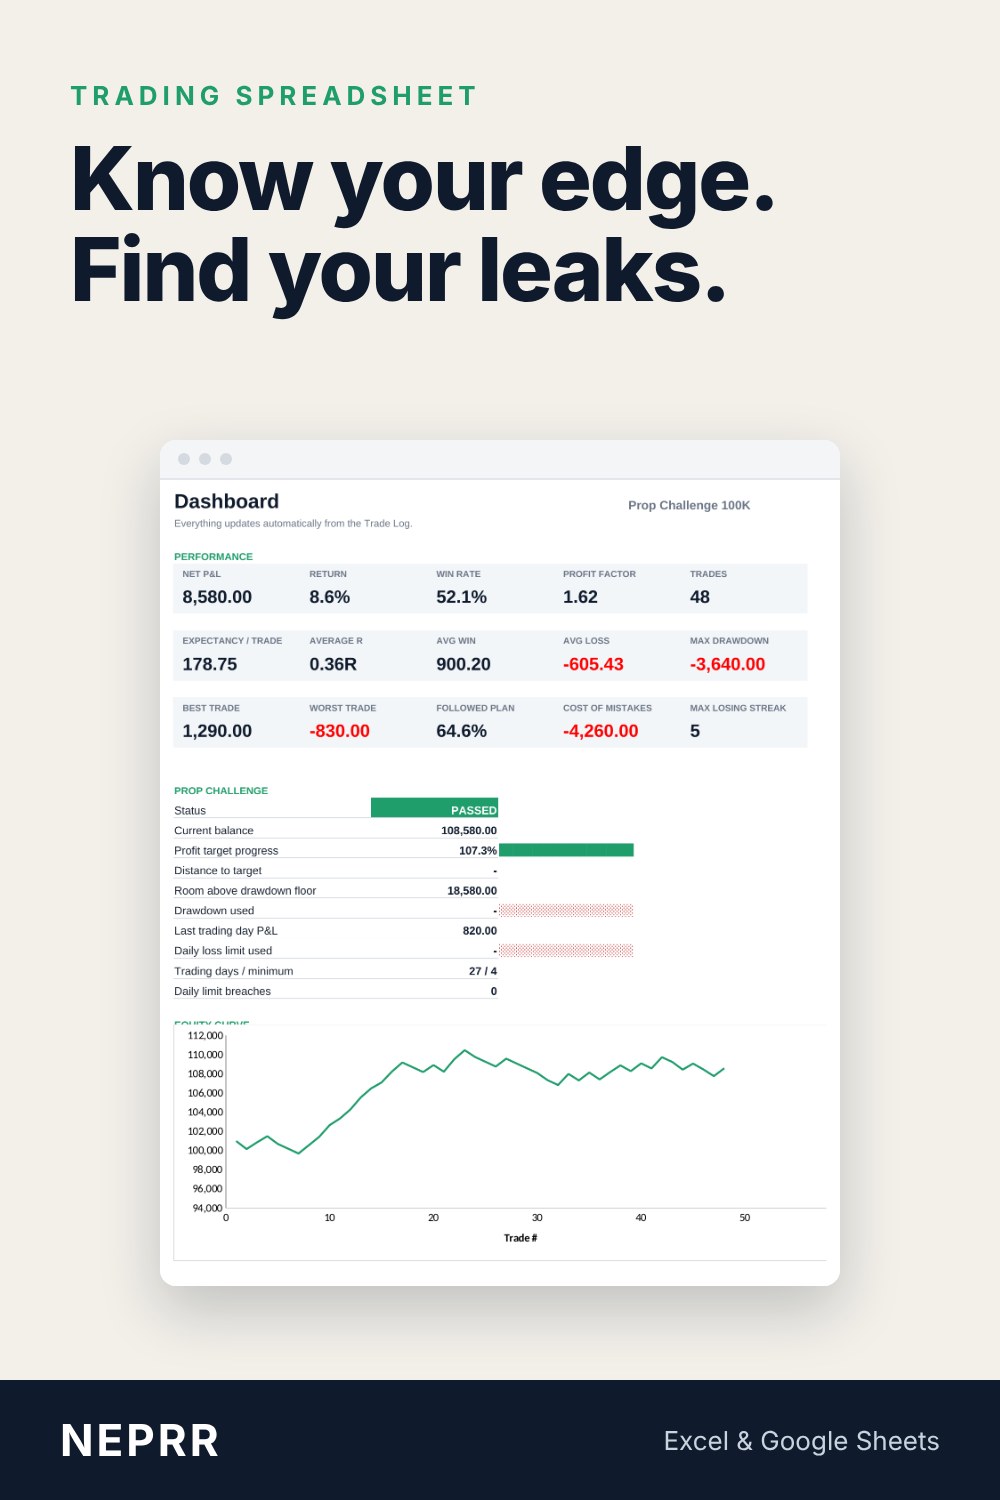 TRADING SPREADSHEET
Know your edge.
Find your leaks.
Dashboard
Prop Challenge 100K
Everything updates automatically from the Trade Log.
PERFORMANCE
NET P&L RETURN WIN RATE PROFIT FACTOR TRADES
8,580.00 8.6% 52.1% 1.62 48
EXPECTANCY / TRADE AVERAGE R AVG WIN AVG LOSS MAX DRAWDOWN
178.75 0.36R 900.20 -605.43 -3,640.00
BEST TRADE WORST TRADE FOLLOWED PLAN COST OF MISTAKES MAX LOSING STREAK
1,290.00 -830.00 64.6% -4,260.00 5
PROP CHALLENGE
Status PASSED
Current balance 108,580.00
Profit target progress 107.3%
Distance to target -
Room above drawdown floor 18,580.00
Drawdown used -
Last trading day P&L 820.00
Daily loss limit used -
Trading days / minimum 27 / 4
Daily limit breaches 0
EQUITY CURVE
112,000
110,000
108,000
106,000
104,000
102,000
100,000
98,000
96,000
94,000
0 10 20 30 40 50
Trade #
NEPRR
Excel & Google Sheets